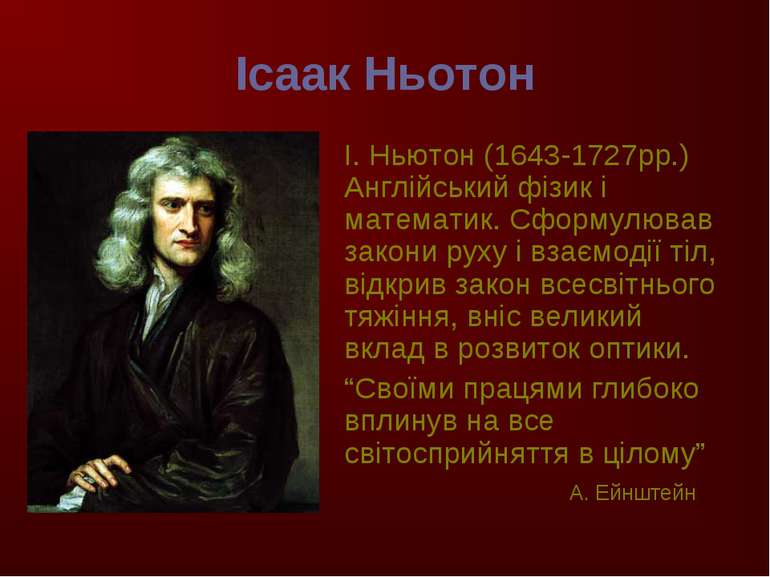 Ісаак Ньотон
І. Ньютон (1643-1727рр.)
Англійський фізик і
математик. Сформулював
закони руху і взаємодії тіл,
відкрив закон всесвітнього
тяжіння, вніс великий
вклад в розвиток оптики.
“Своїми працями глибоко
вплинув на все
світосприйняття в цілому”
А. Ейнштейн